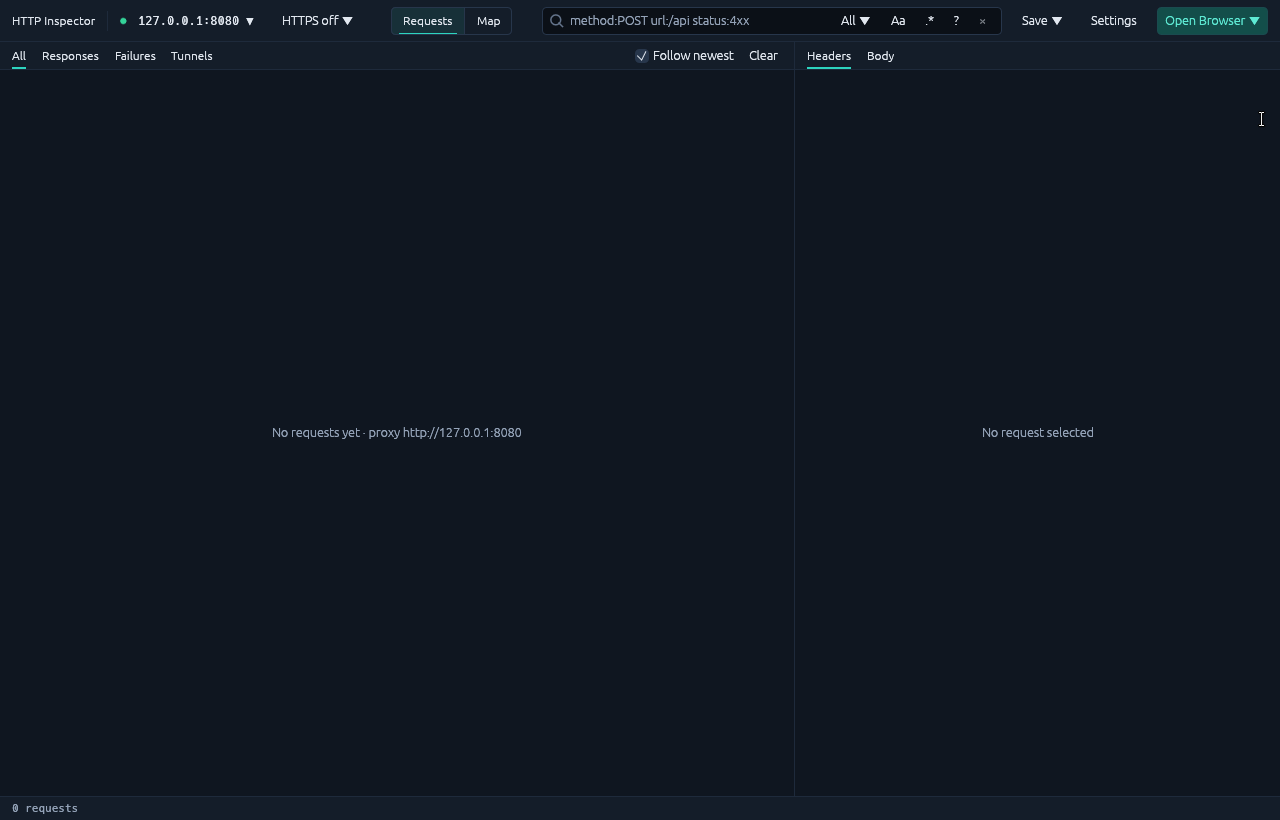 HTTP Inspector 127.0.0.1:8080 ▼ HTTPS off ▼ Requests Map method:POST url:/api status:4xx All ▼ Aa .* ? × Save ▼ Settings Open Browser ▼
All Responses Failures Tunnels Follow newest Clear Headers Body
No requests yet · proxy http://127.0.0.1:8080 No request selected
0 requests